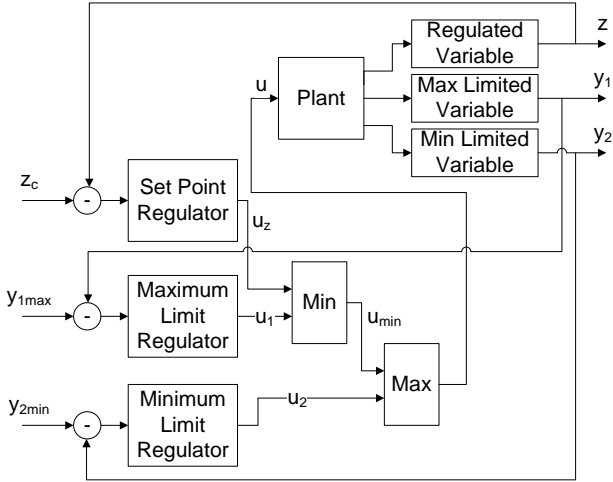 z
Regulated
Variable
y1
u
Plant
Max Limited
Variable
y2
Min Limited
Variable
zc
-
Set Point
Regulator
uz
y1max
-
Maximum
Limit
Regulator
u1
Min
umin
Max
y2min
-
Minimum
Limit
Regulator
u2